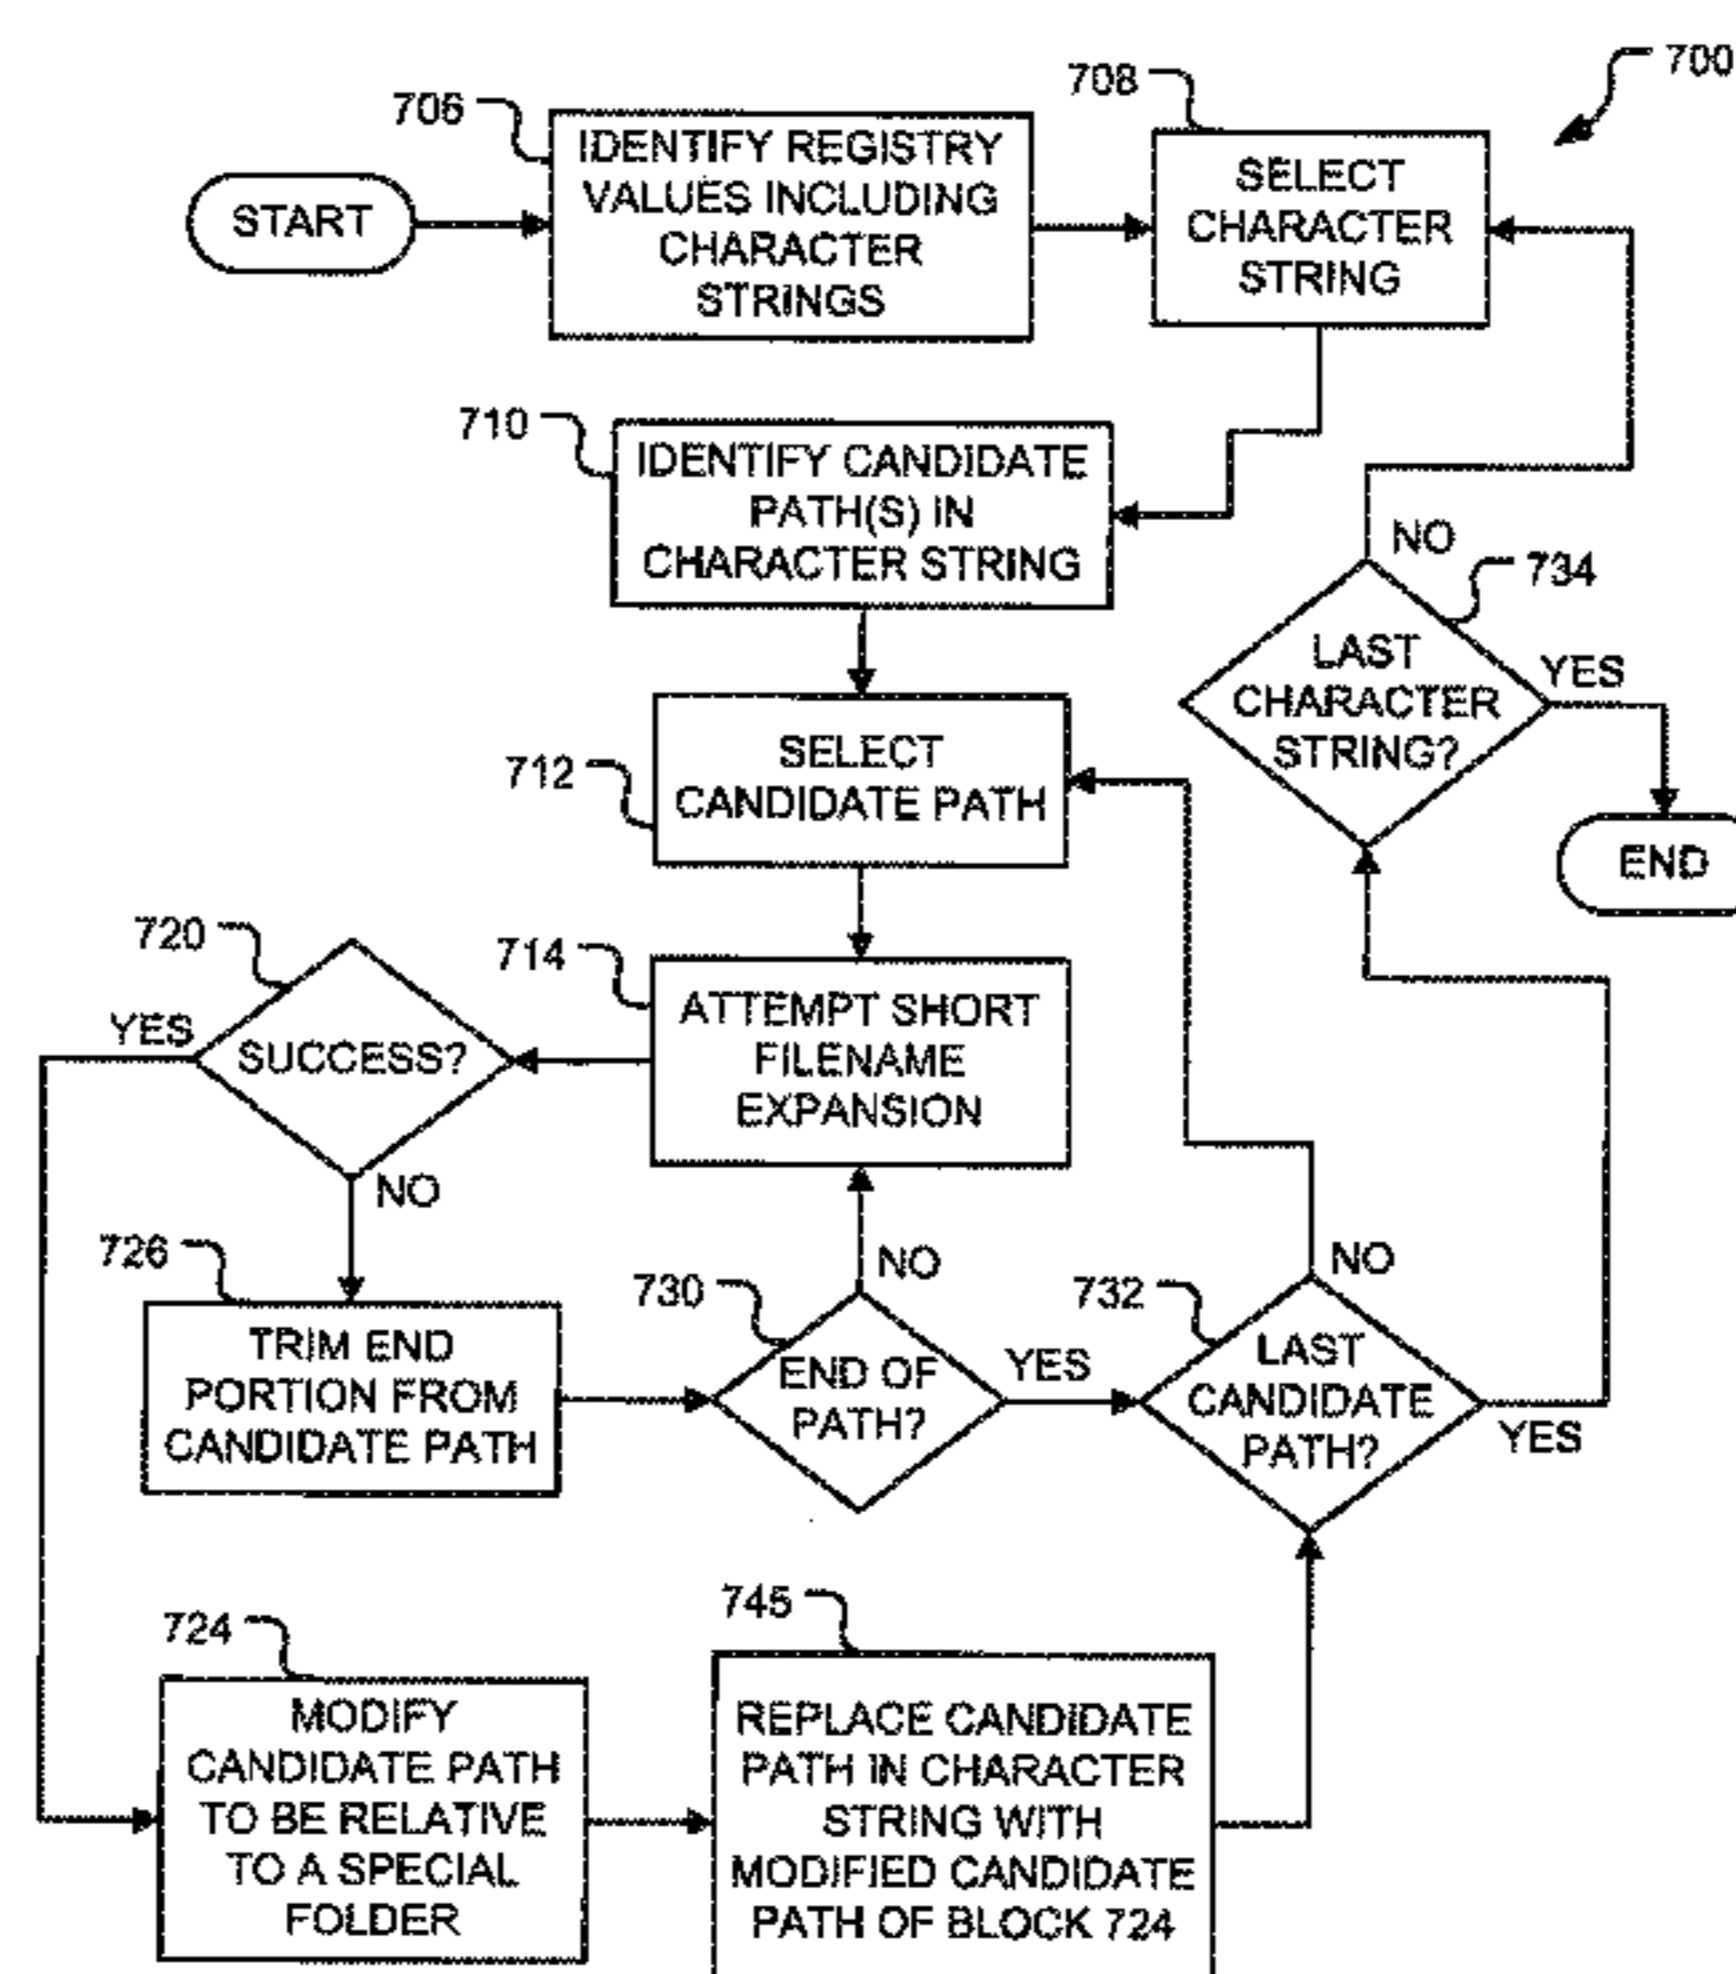 700
706
708
START
IDENTIFY REGISTRY
VALUES INCLUDING
CHARACTER
STRINGS
SELECT
CHARACTER
STRING
710
IDENTIFY CANDIDATE
PATH(S) IN
CHARACTER STRING
NO
734
LAST
CHARACTER
STRING?
YES
END
712
SELECT
CANDIDATE PATH
720
YES
SUCCESS?
NO
714
ATTEMPT SHORT
FILENAME
EXPANSION
726
TRIM END
PORTION FROM
CANDIDATE PATH
730
NO
END OF
PATH?
YES
732
NO
LAST
CANDIDATE
PATH?
YES
724
MODIFY
CANDIDATE PATH
TO BE RELATIVE
TO A SPECIAL
FOLDER
745
REPLACE CANDIDATE
PATH IN CHARACTER
STRING WITH
MODIFIED CANDIDATE
PATH OF BLOCK 724